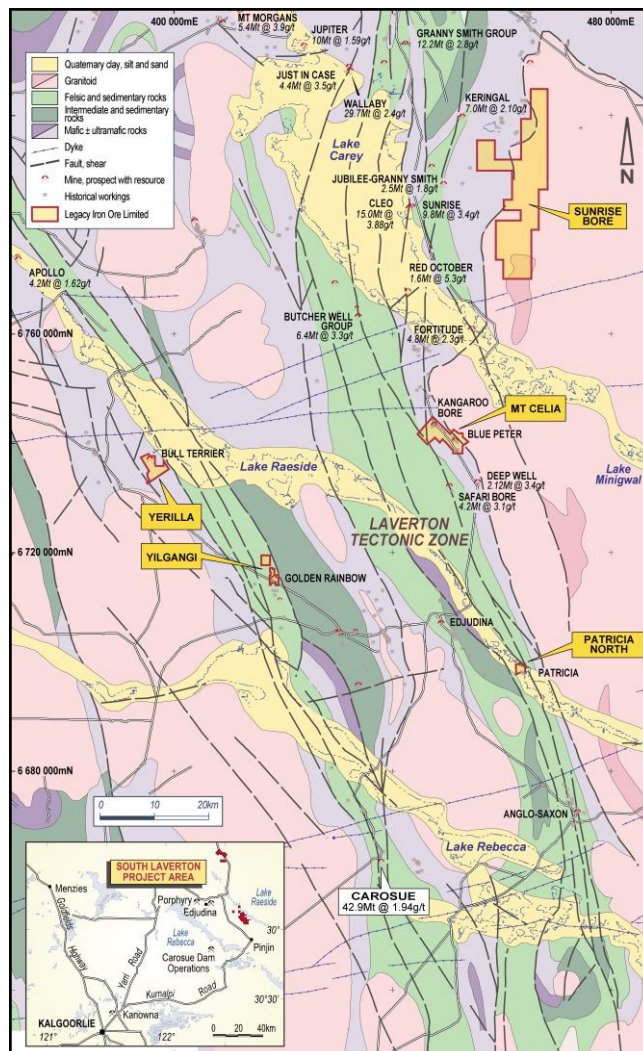 400 000mE
480 000mE
MT MORGANS
5.4Mt @ 3.9g/t
JUPITER
10Mt @ 1.59g/t
GRANNY SMITH GROUP
12.2Mt @ 2.8g/t
Quaternary clay, silt and sand
Granitoid
Felsic and sedimentary rocks
Intermediate and sedimentary
rocks
Mafic ± ultramafic rocks
Dyke
Fault, shear
Mine, prospect with resource
Historical workings
Legacy Iron Ore Limited
JUST IN CASE
4.4Mt @ 3.5g/t
WALLABY
29.7Mt @ 2.4g/t
KERINGAL
7.0Mt @ 2.10g/t
Lake
Carey
N
JUBILEE-GRANNY SMITH
2.5Mt @ 1.8g/t
CLEO
15.0Mt @
3.88g/t
SUNRISE
9.8Mt @ 3.4g/t
SUNRISE
BORE
APOLLO
4.2Mt @ 1.62g/t
RED OCTOBER
1.6Mt @ 5.3g/t
BUTCHER WELL
GROUP
6.4Mt @ 3.3g/t
FORTITUDE
4.8Mt @ 2.3g/t
6 760 000mN
KANGAROO
BORE
MT CELIA
BLUE PETER
BULL TERRIER
Lake Raeside
Lake
Minigwal
DEEP WELL
2.12Mt @ 3.4g/t
SAFARI BORE
4.2Mt @ 3.1g/t
YERILLA
LAVERTON
TECTONIC ZONE
6 720 000mN
YILGANGI
GOLDEN RAINBOW
EDJUDINA
PATRICIA
NORTH
PATRICIA
6 680 000mN
0 10 20km
ANGLO-SAXON
Lake Rebecca
CAROSUE
42.9Mt @ 1.94g/t
SOUTH LAVERTON
PROJECT AREA
Menzies
Porphyry
Edjudina
Lake
Raeside
Goldfields
Highway
Yarri Road
Lake
Rebecca
30°
Pinjin
Carosue Dam
Operations
Kurnalpi Road
30°30'
Kanowna
KALGOORLIE
121°
122°
0 20 40km